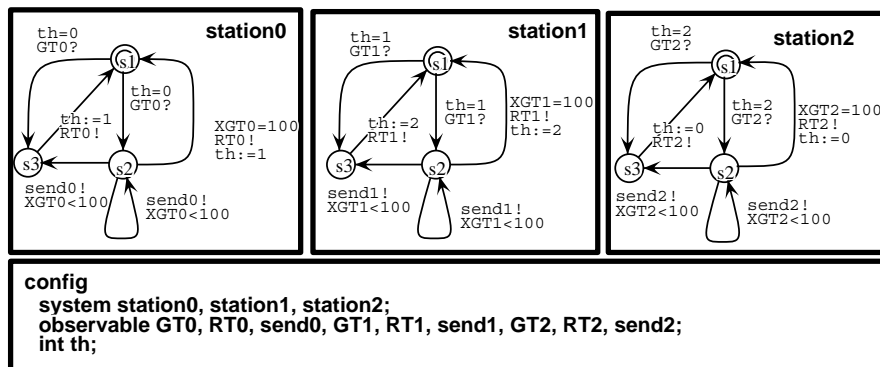 station0
th=0
GT0?
s1
th=0
GT0?
th:=1
RT0!
XGT0=100
RT0!
th:=1
s3
s2
send0!
XGT0<100
send0!
XGT0<100
station1
th=1
GT1?
s1
th=1
GT1?
th:=2
RT1!
XGT1=100
RT1!
th:=2
s3
s2
send1!
XGT1<100
send1!
XGT1<100
station2
th=2
GT2?
s1
th=2
GT2?
th:=0
RT2!
XGT2=100
RT2!
th:=0
s3
s2
send2!
XGT2<100
send2!
XGT2<100
config
system station0, station1, station2;
observable GT0, RT0, send0, GT1, RT1, send1, GT2, RT2, send2;
int th;